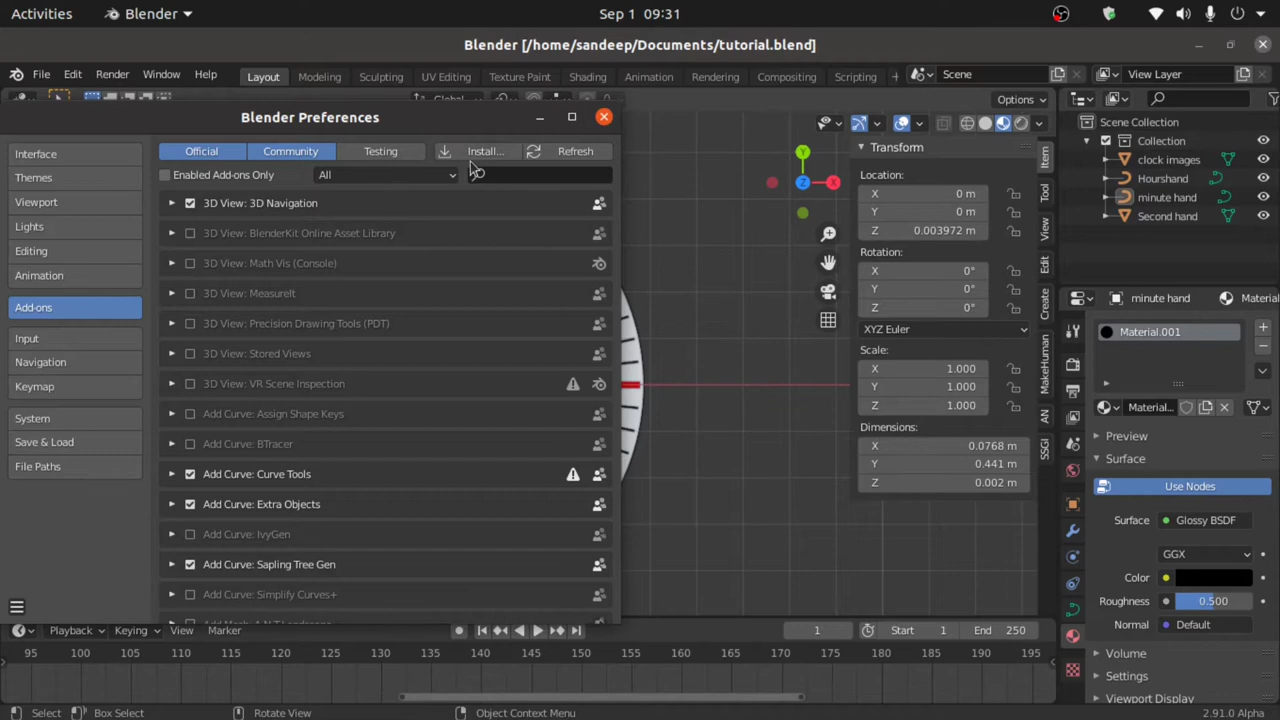 Activities Blender Sep 1 09:31
Blender [/home/sandeep/Documents/tutorial.blend]
File Edit Render Window Help Layout Modeling Sculpting UV Editing Texture Paint Shading Animation Rendering Compositing Scripting Scene View Layer
Global Options
Blender Preferences
Official Community Testing Install... Refresh
Enabled Add-ons Only All
Interface
Themes
Viewport
Lights
Editing
Animation
Add-ons
Input
Navigation
Keymap
System
Save & Load
File Paths
3D View: 3D Navigation
3D View: BlenderKit Online Asset Library
3D View: Math Vis (Console)
3D View: MeasureIt
3D View: Precision Drawing Tools (PDT)
3D View: Stored Views
3D View: VR Scene Inspection
Add Curve: Assign Shape Keys
Add Curve: BTracer
Add Curve: Curve Tools
Add Curve: Extra Objects
Add Curve: IvyGen
Add Curve: Sapling Tree Gen
Add Curve: Simplify Curves+
Y
Z X
Transform
Location:
X 0 m
Y 0 m
Z 0.003972 m
Rotation:
X 0°
Y 0°
Z 0°
XYZ Euler
Scale:
X 1.000
Y 1.000
Z 1.000
Dimensions:
X 0.0768 m
Y 0.441 m
Z 0.002 m
Item
Tool
View
Edit
Create
MakeHuman
AN
SSGI
Scene Collection
Collection
clock images
Hourshand
minute hand
Second hand
minute hand Materia
Material.001
Material...
Preview
Surface
Use Nodes
Surface Glossy BSDF
GGX
Color
Roughness 0.500
Normal Default
Volume
Settings
Viewport Display
Playback Keying View Marker 1 Start 1 End 250
95 100 105 110 115 120 125 130 135 140 145 150 155 160 165 170 175 180 185 190 195
Select Box Select Rotate View Object Context Menu 2.91.0 Alpha